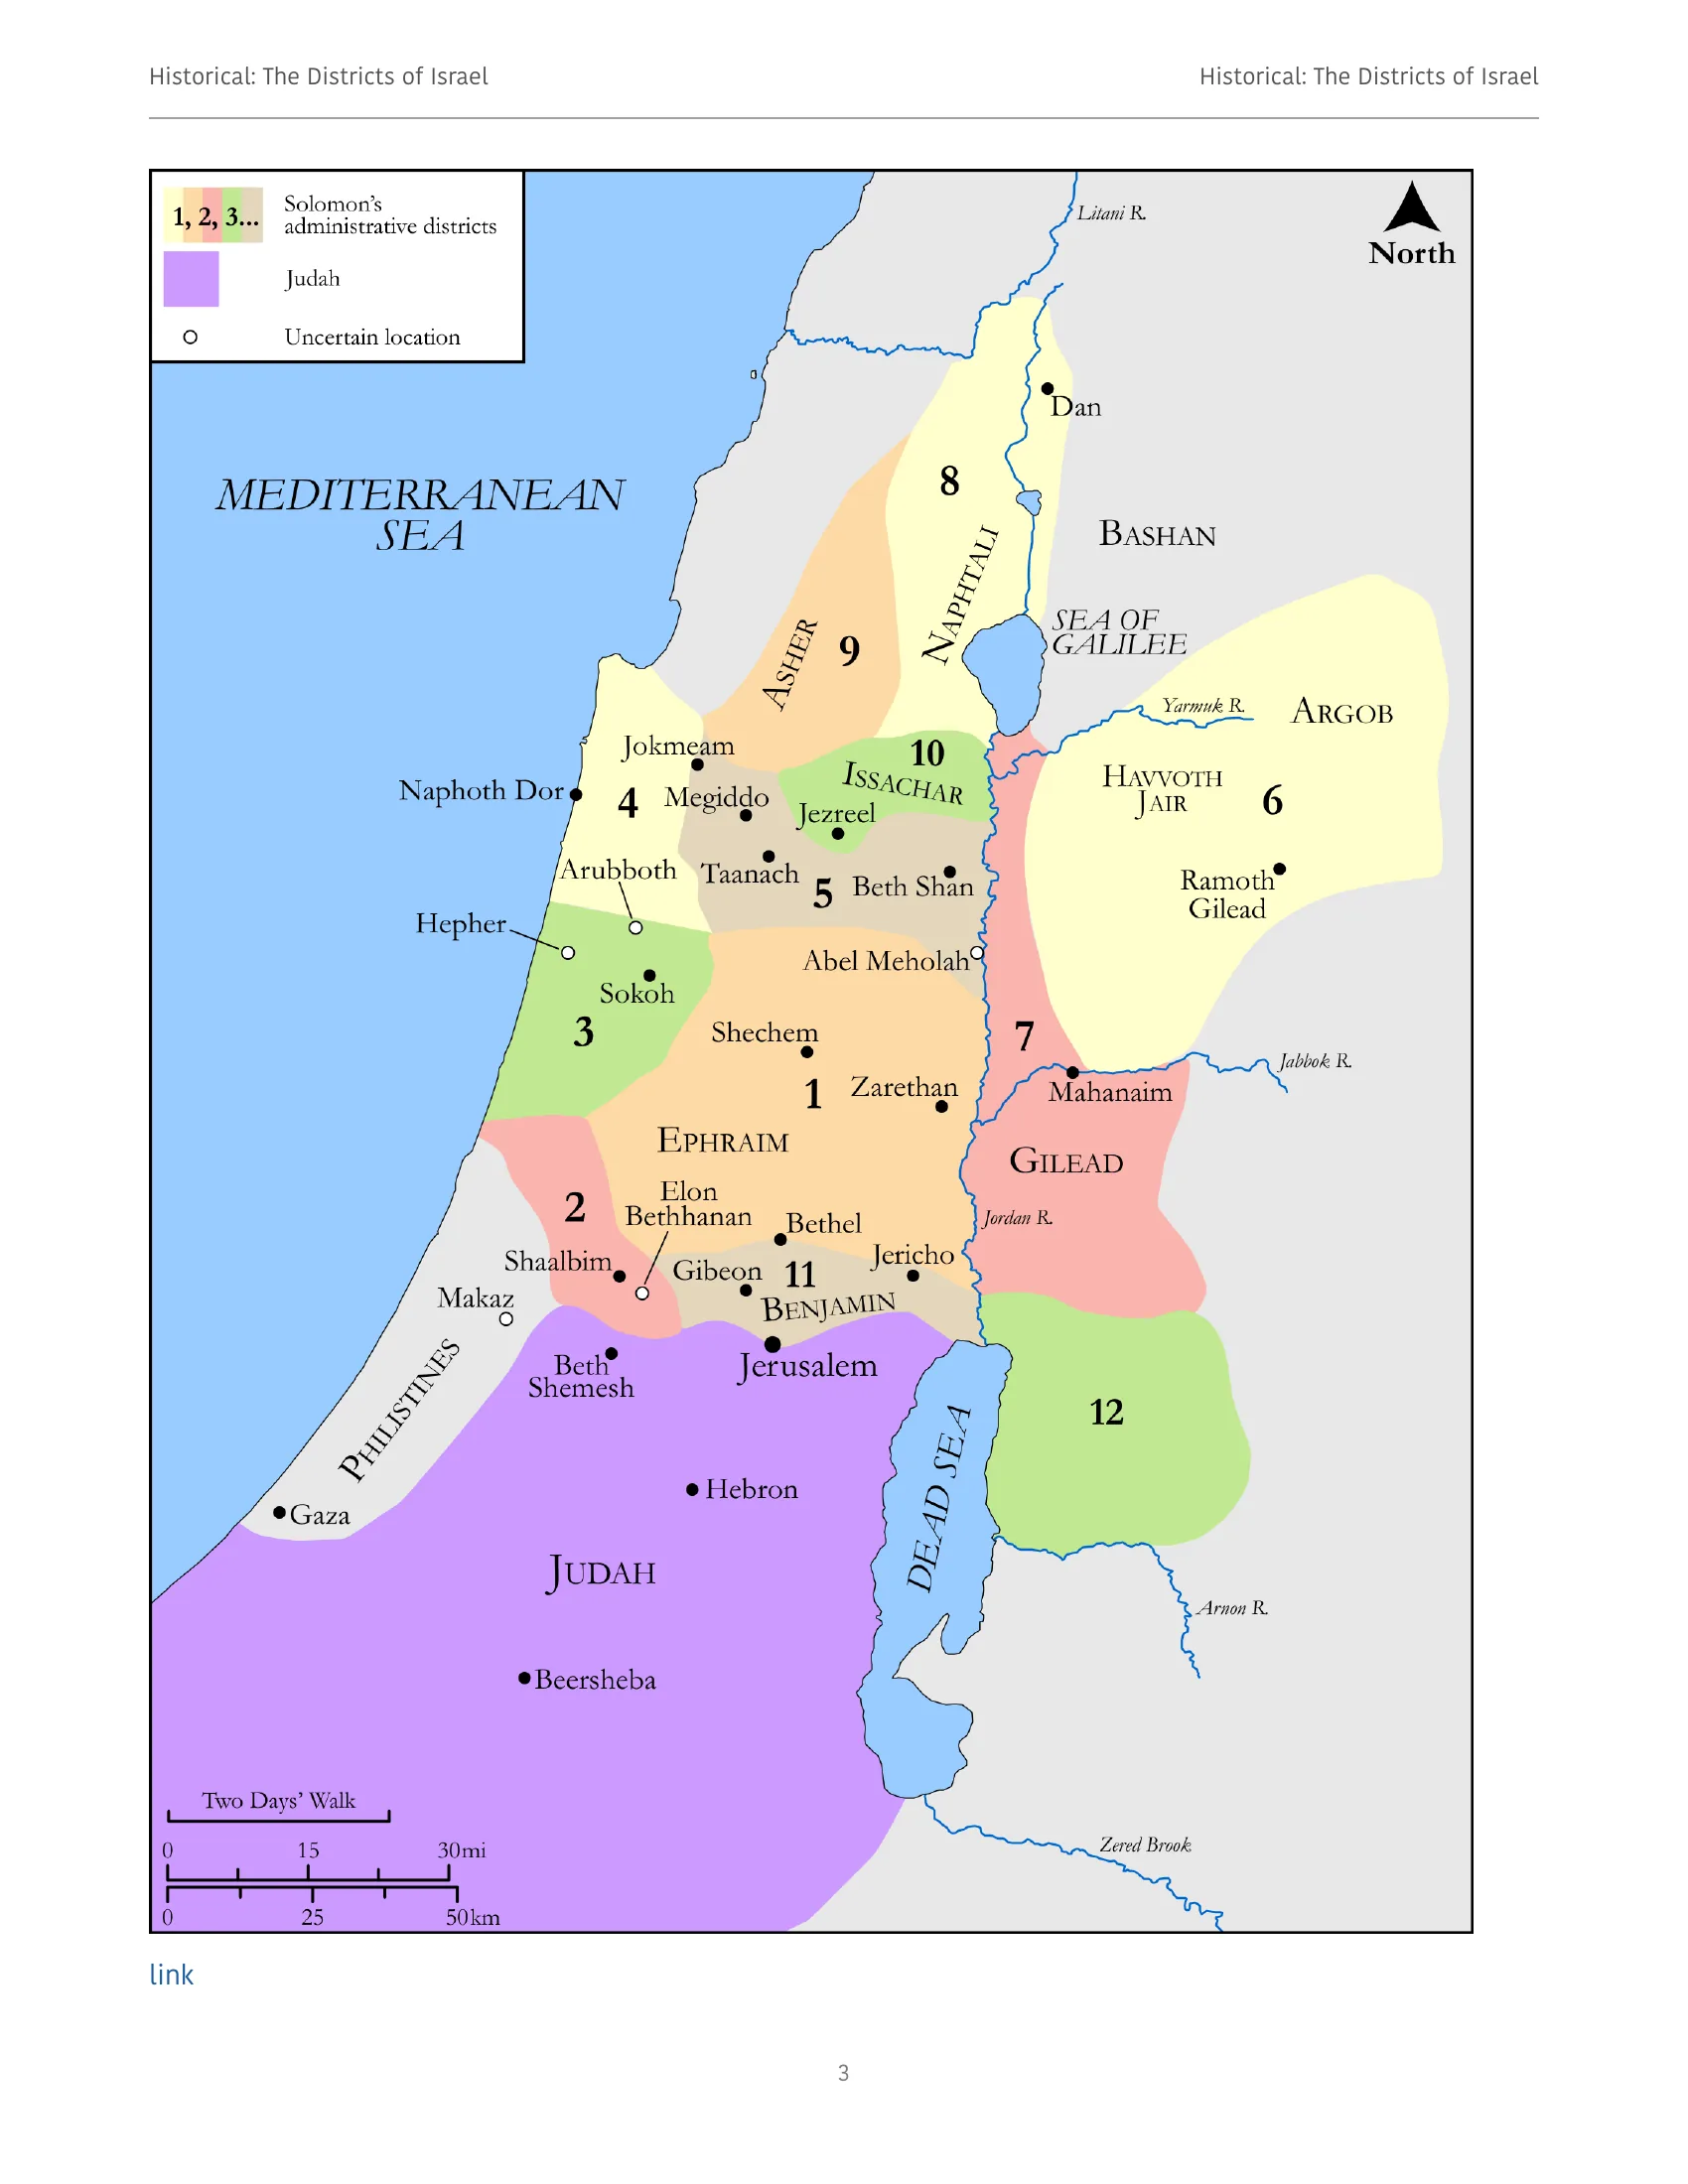 Historical: The Districts of Israel
Historical: The Districts of Israel
1, 2, 3...
Solomon's
administrative districts
Judah
Uncertain location
North
Litani R.
Dan
MEDITERRANEAN
SEA
8
BASHAN
NAPHTALI
SEA OF
GALILEE
ASHER
9
Yarmuk R.
ARGOB
Jokmeam
10
ISSACHAR
HAVVOTH
JAIR
6
Naphoth Dor
4
Megiddo
Jezreel
Arubboth
Taanach
5
Beth Shan
Ramoth
Gilead
Hepher
Abel Meholah
Sokoh
3
Shechem
7
Jabbok R.
1
Zarethan
Mahanaim
EPHRAIM
GILEAD
2
Elon
Bethhanan
Bethel
Jordan R.
Shaalbim
Gibeon
11
Jericho
Makaz
BENJAMIN
PHILISTINES
Beth
Shemesh
Jerusalem
12
DEAD SEA
Hebron
Gaza
JUDAH
Arnon R.
Beersheba
Two Days' Walk
0 15 30mi
0 25 50km
Zered Brook
link
3